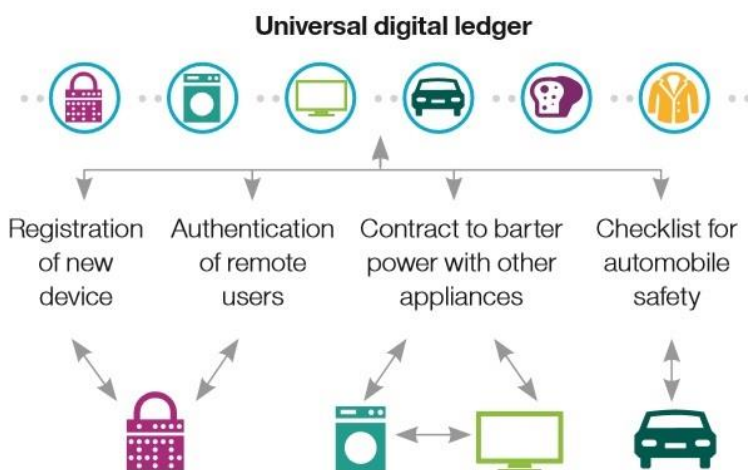 Universal digital ledger
Registration
of new
device
Authentication
of remote
users
Contract to barter
power with other
appliances
Checklist for
automobile
safety